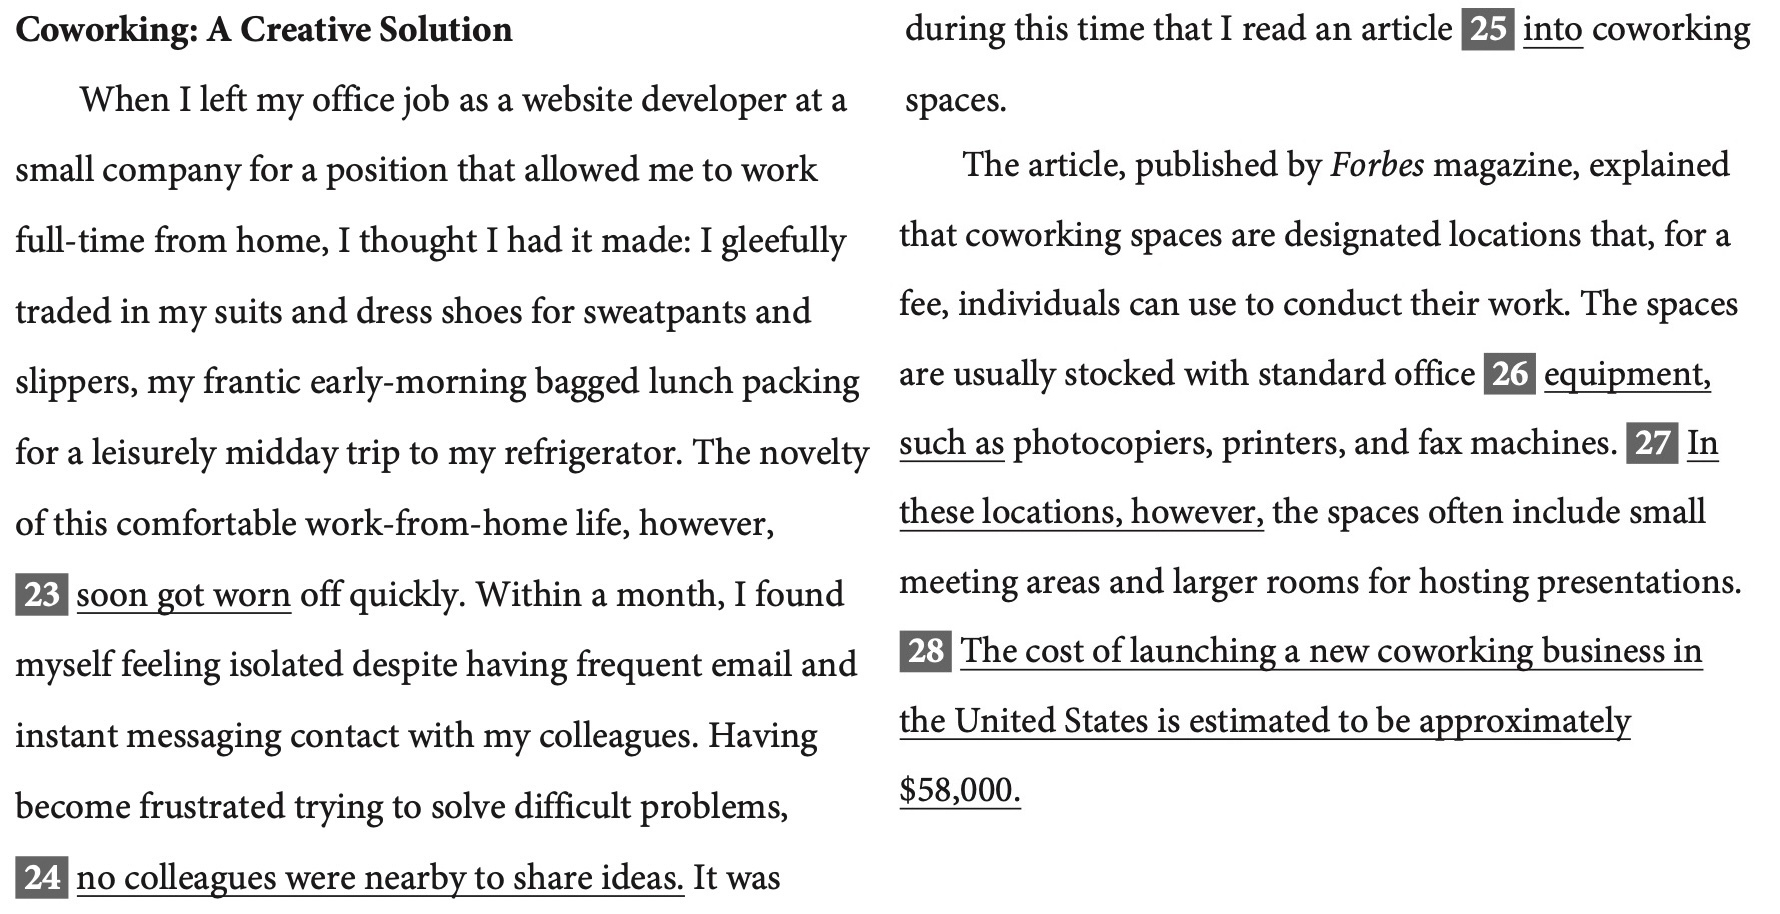 Coworking: A Creative Solution
When I left my office job as a website developer at a
small company for a position that allowed me to work
full-time from home, I thought I had it made: I gleefully
traded in my suits and dress shoes for sweatpants and
slippers, my frantic early-morning bagged lunch packing
for a leisurely midday trip to my refrigerator. The novelty
of this comfortable work-from-home life, however,
23 soon got worn off quickly. Within a month, I found
myself feeling isolated despite having frequent email and
instant messaging contact with my colleagues. Having
become frustrated trying to solve difficult problems,
24 no colleagues were nearby to share ideas. It was
during this time that I read an article 25 into coworking
spaces.
The article, published by Forbes magazine, explained
that coworking spaces are designated locations that, for a
fee, individuals can use to conduct their work. The spaces
are usually stocked with standard office 26 equipment,
such as photocopiers, printers, and fax machines. 27 In
these locations, however, the spaces often include small
meeting areas and larger rooms for hosting presentations.
28 The cost of launching a new coworking business in
the United States is estimated to be approximately
$58,000.